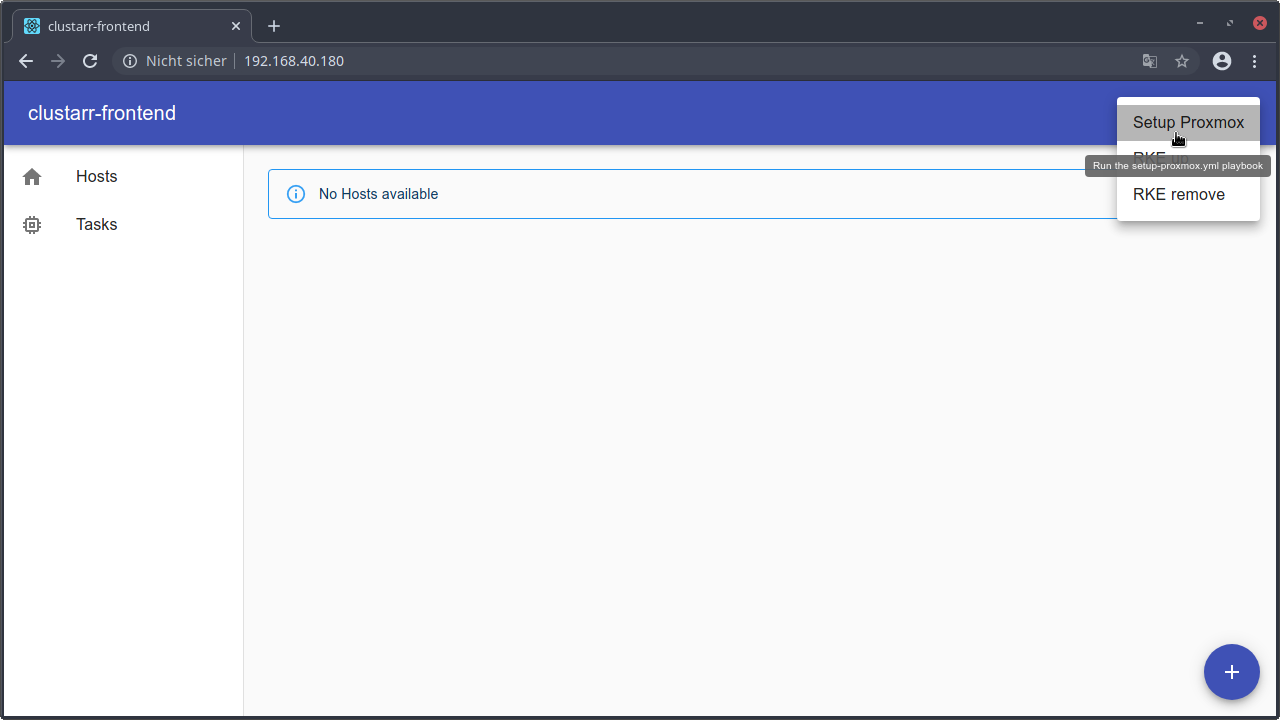 clustarr-frontend
Nicht sicher 192.168.40.180
clustarr-frontend
Setup Proxmox
RKE
Run the setup-proxmox.yml playbook
RKE remove
Hosts
Tasks
No Hosts available